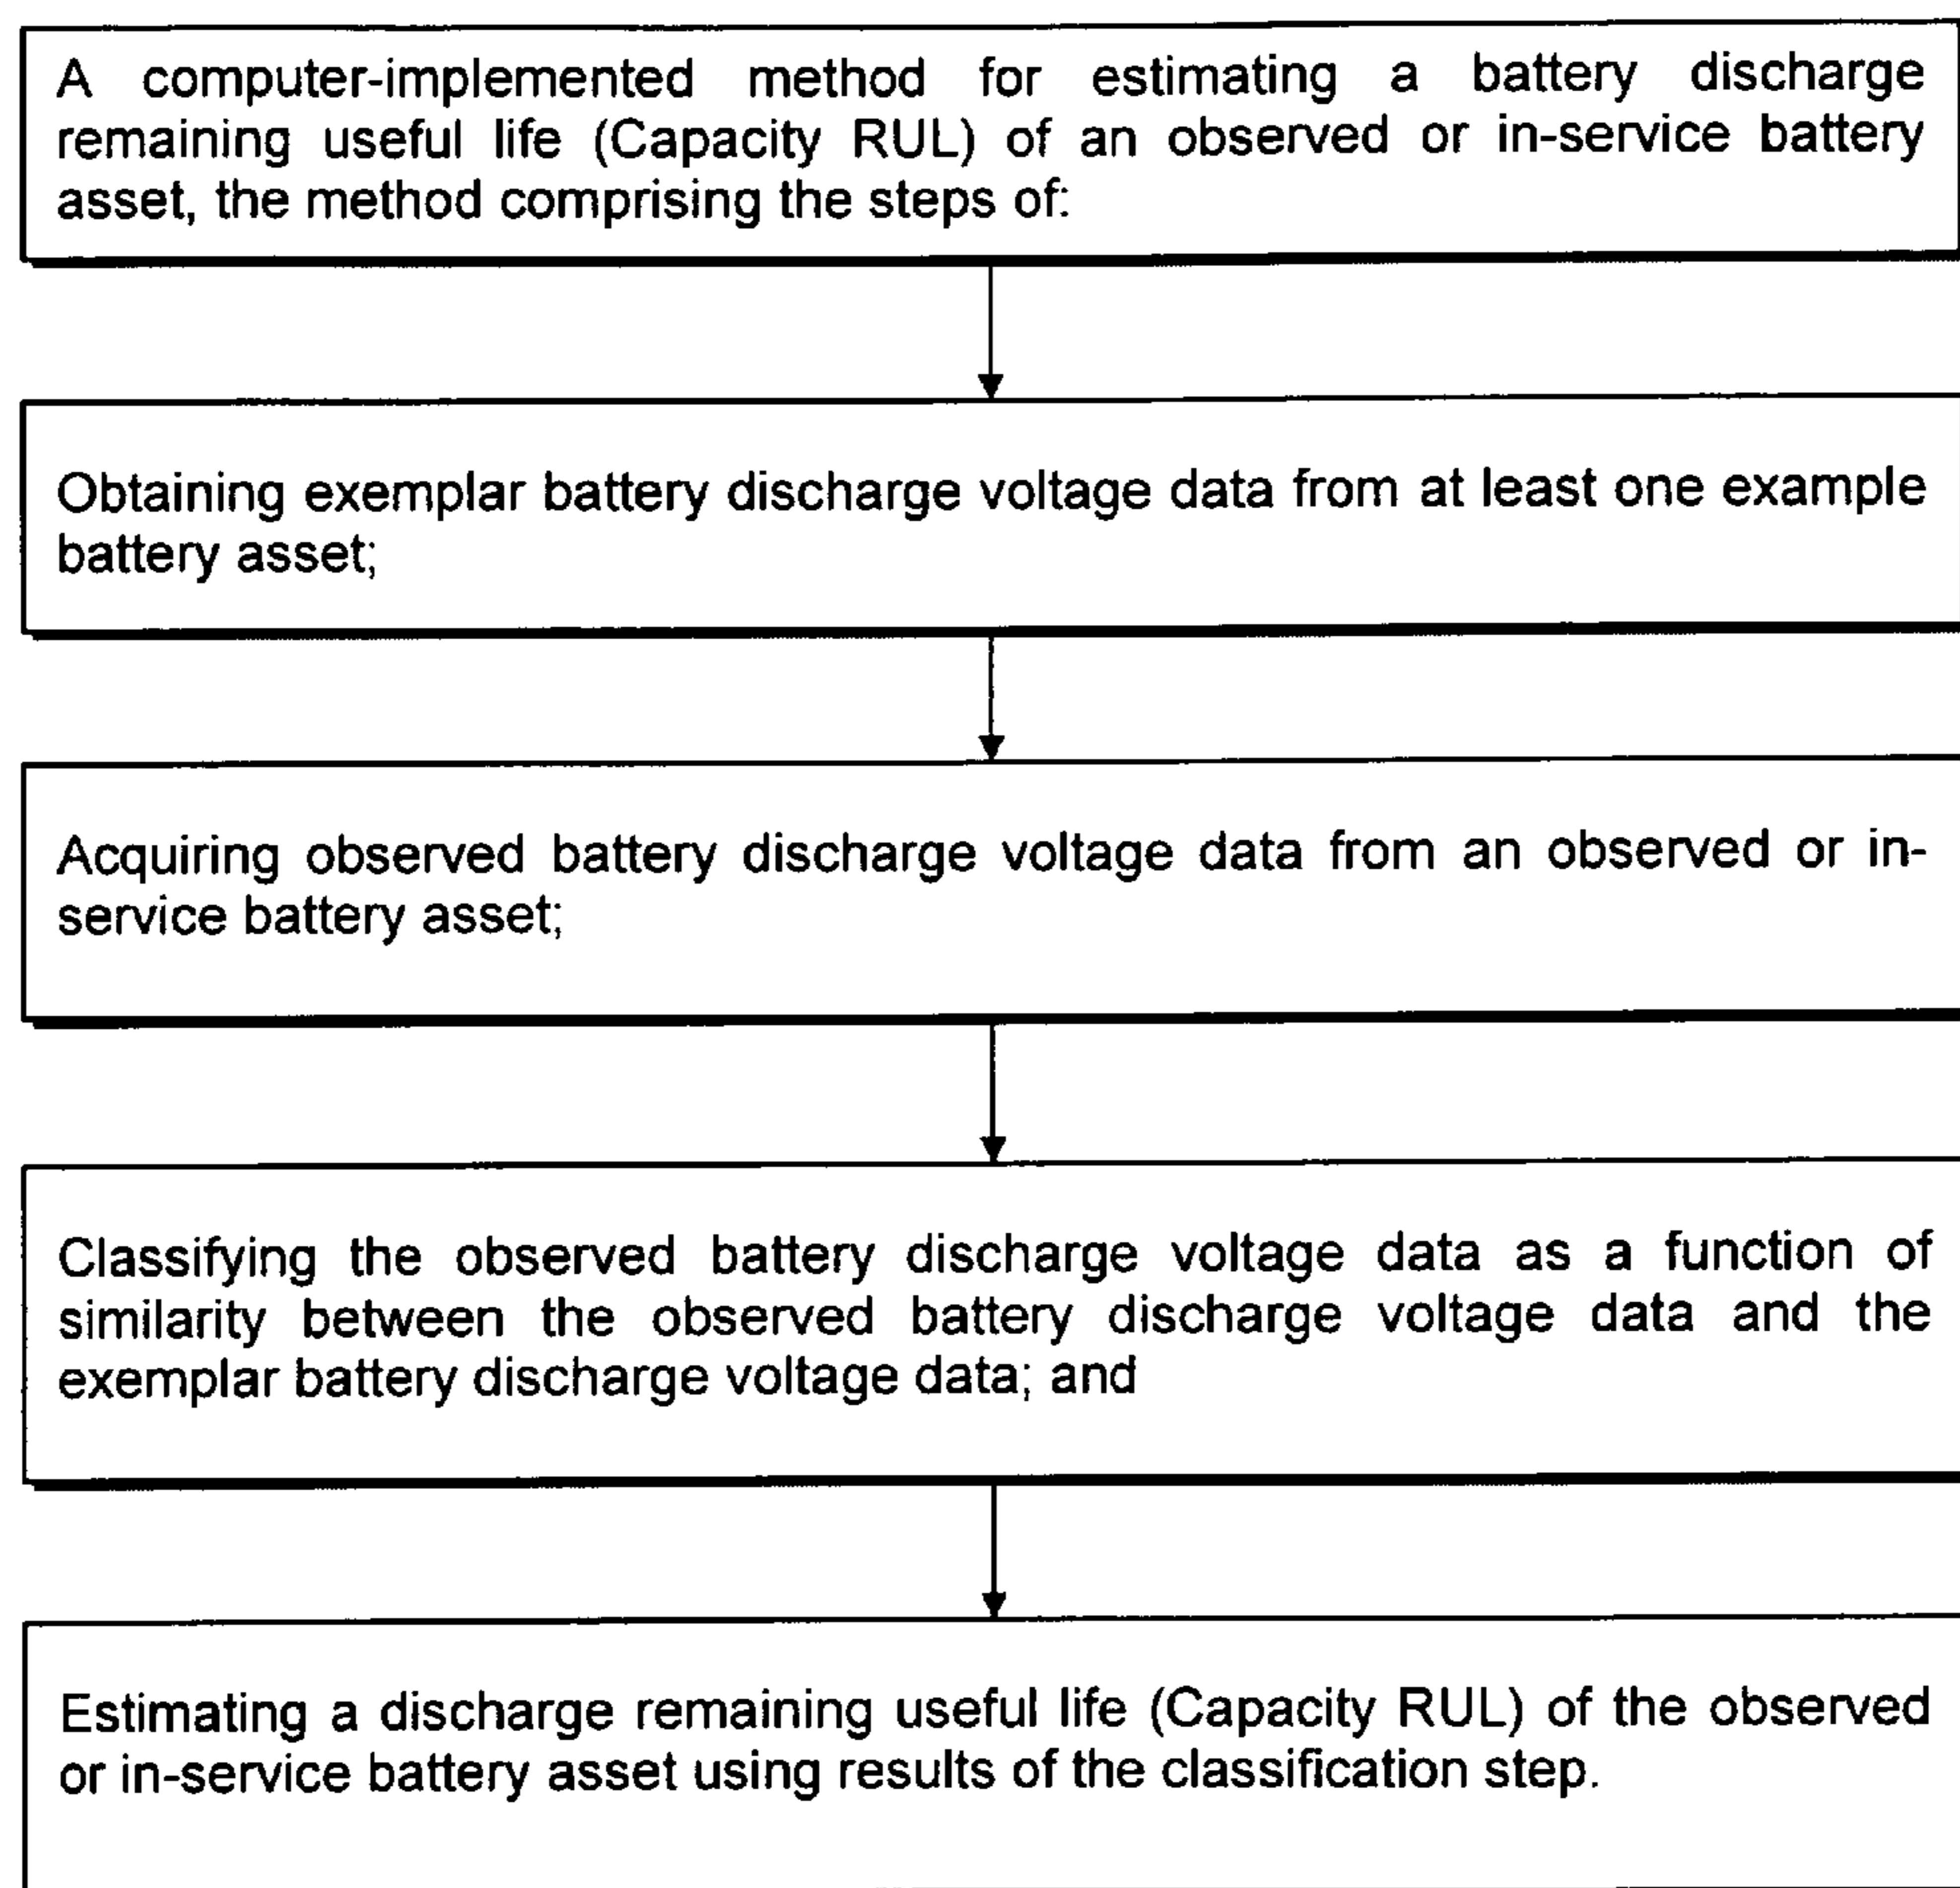 A computer-implemented method for estimating a battery discharge
remaining useful life (Capacity RUL) of an observed or in-service battery
asset, the method comprising the steps of:
Obtaining exemplar battery discharge voltage data from at least one example
battery asset;
Acquiring observed battery discharge voltage data from an observed or in-
service battery asset;
Classifying the observed battery discharge voltage data as a function of
similarity between the observed battery discharge voltage data and the
exemplar battery discharge voltage data; and
Estimating a discharge remaining useful life (Capacity RUL) of the observed
or in-service battery asset using results of the classification step.